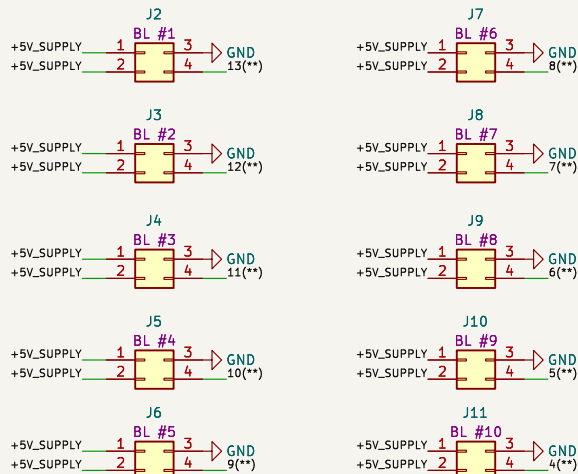 J2
BL #1
+5V_SUPPLY 1 3 GND
+5V_SUPPLY 2 4 13(**)
J3
BL #2
+5V_SUPPLY 1 3 GND
+5V_SUPPLY 2 4 12(**)
J4
BL #3
+5V_SUPPLY 1 3 GND
+5V_SUPPLY 2 4 11(**)
J5
BL #4
+5V_SUPPLY 1 3 GND
+5V_SUPPLY 2 4 10(**)
J6
BL #5
+5V_SUPPLY 1 3 GND
+5V_SUPPLY 2 4 9(**)
J7
BL #6
+5V_SUPPLY 1 3 GND
+5V_SUPPLY 2 4 8(**)
J8
BL #7
+5V_SUPPLY 1 3 GND
+5V_SUPPLY 2 4 7(**)
J9
BL #8
+5V_SUPPLY 1 3 GND
+5V_SUPPLY 2 4 6(**)
J10
BL #9
+5V_SUPPLY 1 3 GND
+5V_SUPPLY 2 4 5(**)
J11
BL #10
+5V_SUPPLY 1 3 GND
+5V_SUPPLY 2 4 4(**)